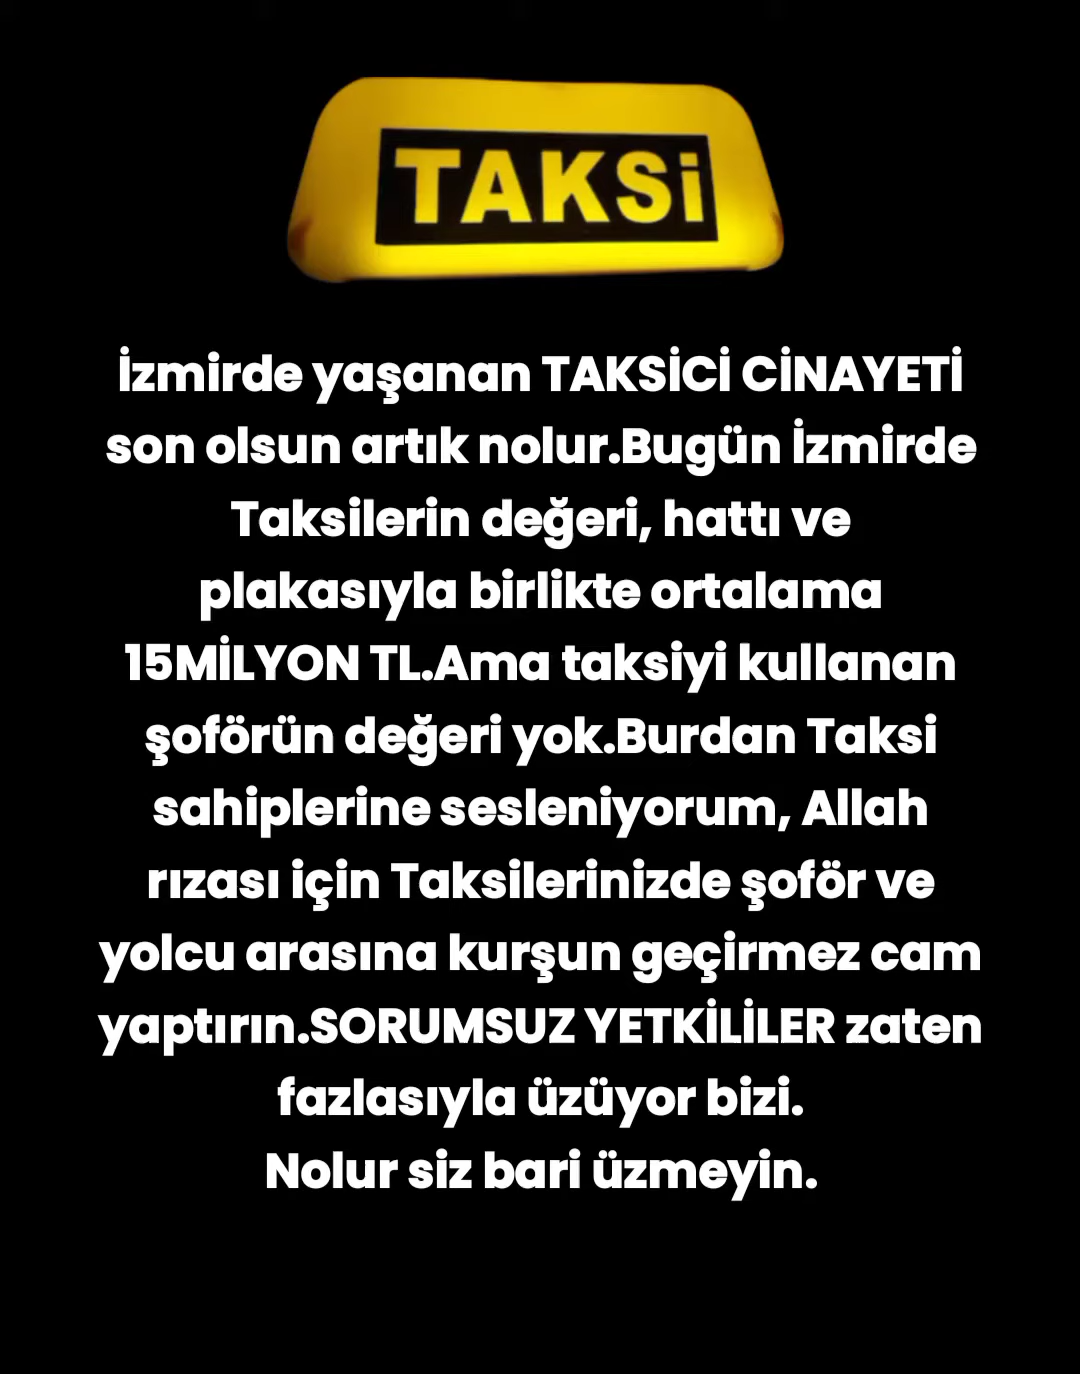 TAKSİ
İzmirde yaşanan TAKSİCİ CİNAYETİ
son olsun artık nolur.Bugün İzmirde
Taksilerin değeri, hattı ve
plakasıyla birlikte ortalama
15MİLYON TL.Ama taksiyi kullanan
şoförün değeri yok.Burdan Taksi
sahiplerine sesleniyorum, Allah
rızası için Taksilerinizde şoför ve
yolcu arasına kurşun geçirmez cam
yaptırın.SORUMSUZ YETKİLİLER zaten
fazlasıyla üzüyor bizi.
Nolur siz bari üzmeyin.